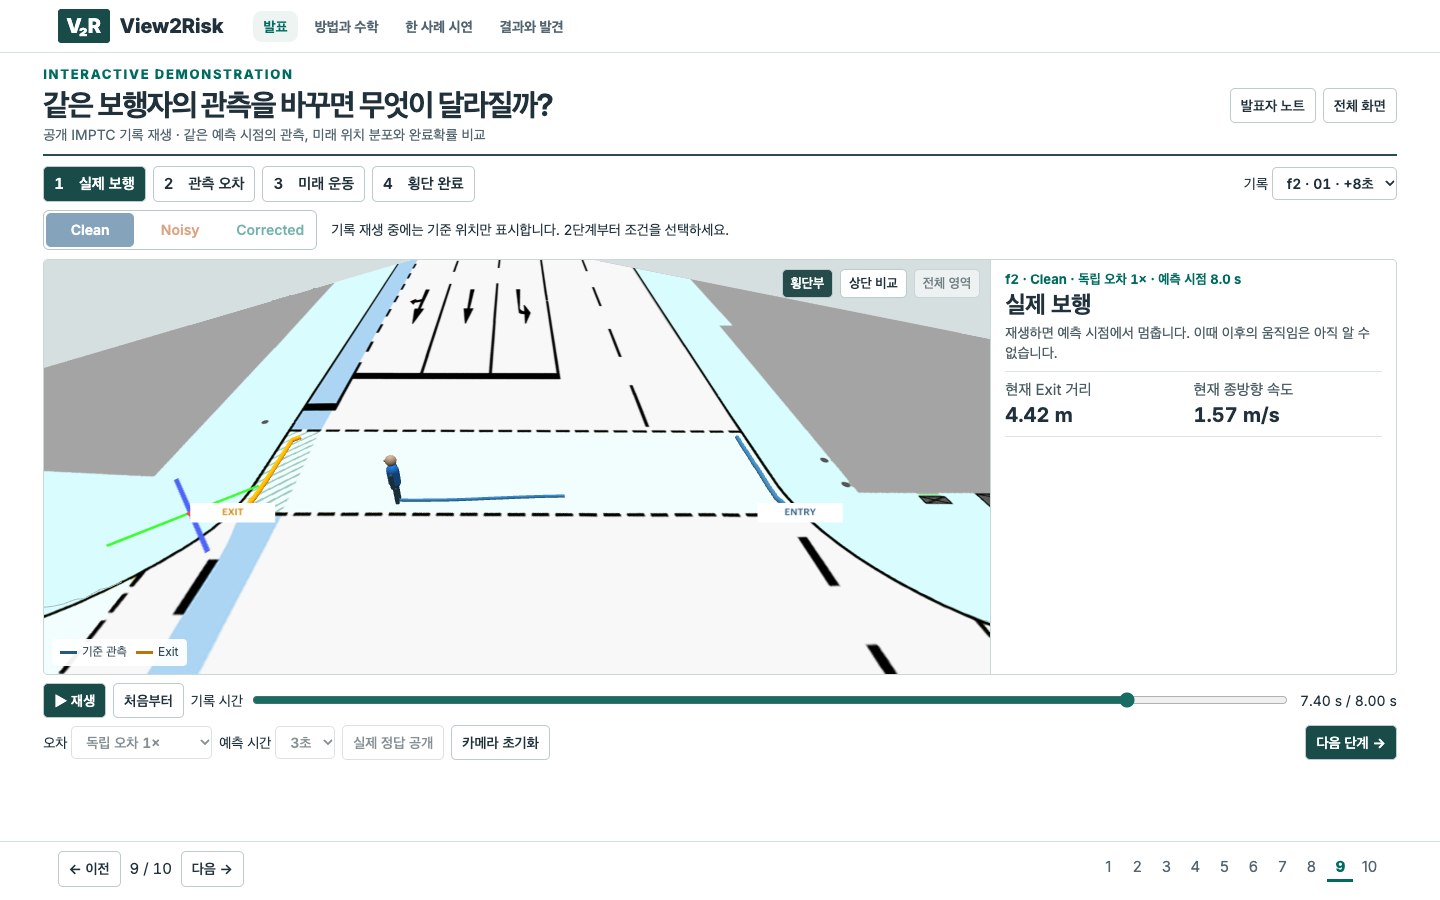 V2R View2Risk 발표 방법과 수학 한 사례 시연 결과와 발견
INTERACTIVE DEMONSTRATION
같은 보행자의 관측을 바꾸면 무엇이 달라질까?
공개 IMPTC 기록 재생 · 같은 예측 시점의 관측, 미래 위치 분포와 완료확률 비교
발표자 노트 전체 화면
1 실제 보행 2 관측 오차 3 미래 운동 4 횡단 완료 기록 f2 · 01 · +8초
Clean Noisy Corrected 기록 재생 중에는 기준 위치만 표시합니다. 2단계부터 조건을 선택하세요.
횡단부 상단 비교 전체 영역
EXIT ENTRY
기준 관측 Exit
f2 · Clean · 독립 오차 1× · 예측 시점 8.0 s
실제 보행
재생하면 예측 시점에서 멈춥니다. 이때 이후의 움직임은 아직 알 수
없습니다.
현재 Exit 거리 현재 종방향 속도
4.42 m 1.57 m/s
▶ 재생 처음부터 기록 시간 7.40 s / 8.00 s
오차 독립 오차 1× 예측 시간 3초 실제 정답 공개 카메라 초기화 다음 단계 →
← 이전 9 / 10 다음 → 1 2 3 4 5 6 7 8 9 10